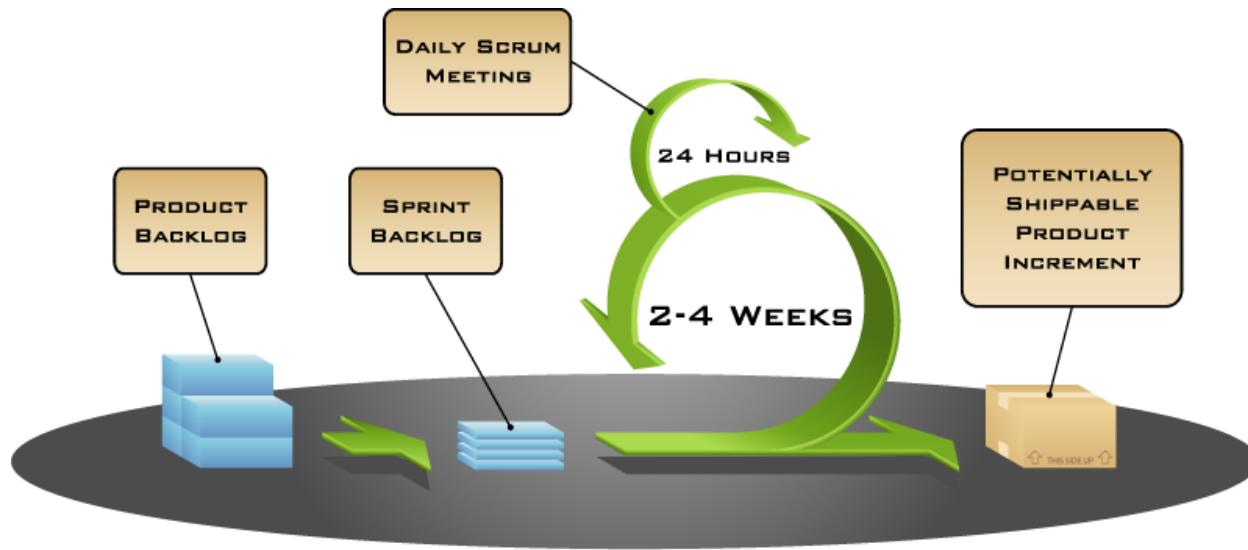 Daily Scrum
Meeting
24 Hours
Product
Backlog
Sprint
Backlog
Potentially
Shippable
Product
Increment
2-4 Weeks
THIS SIDE UP